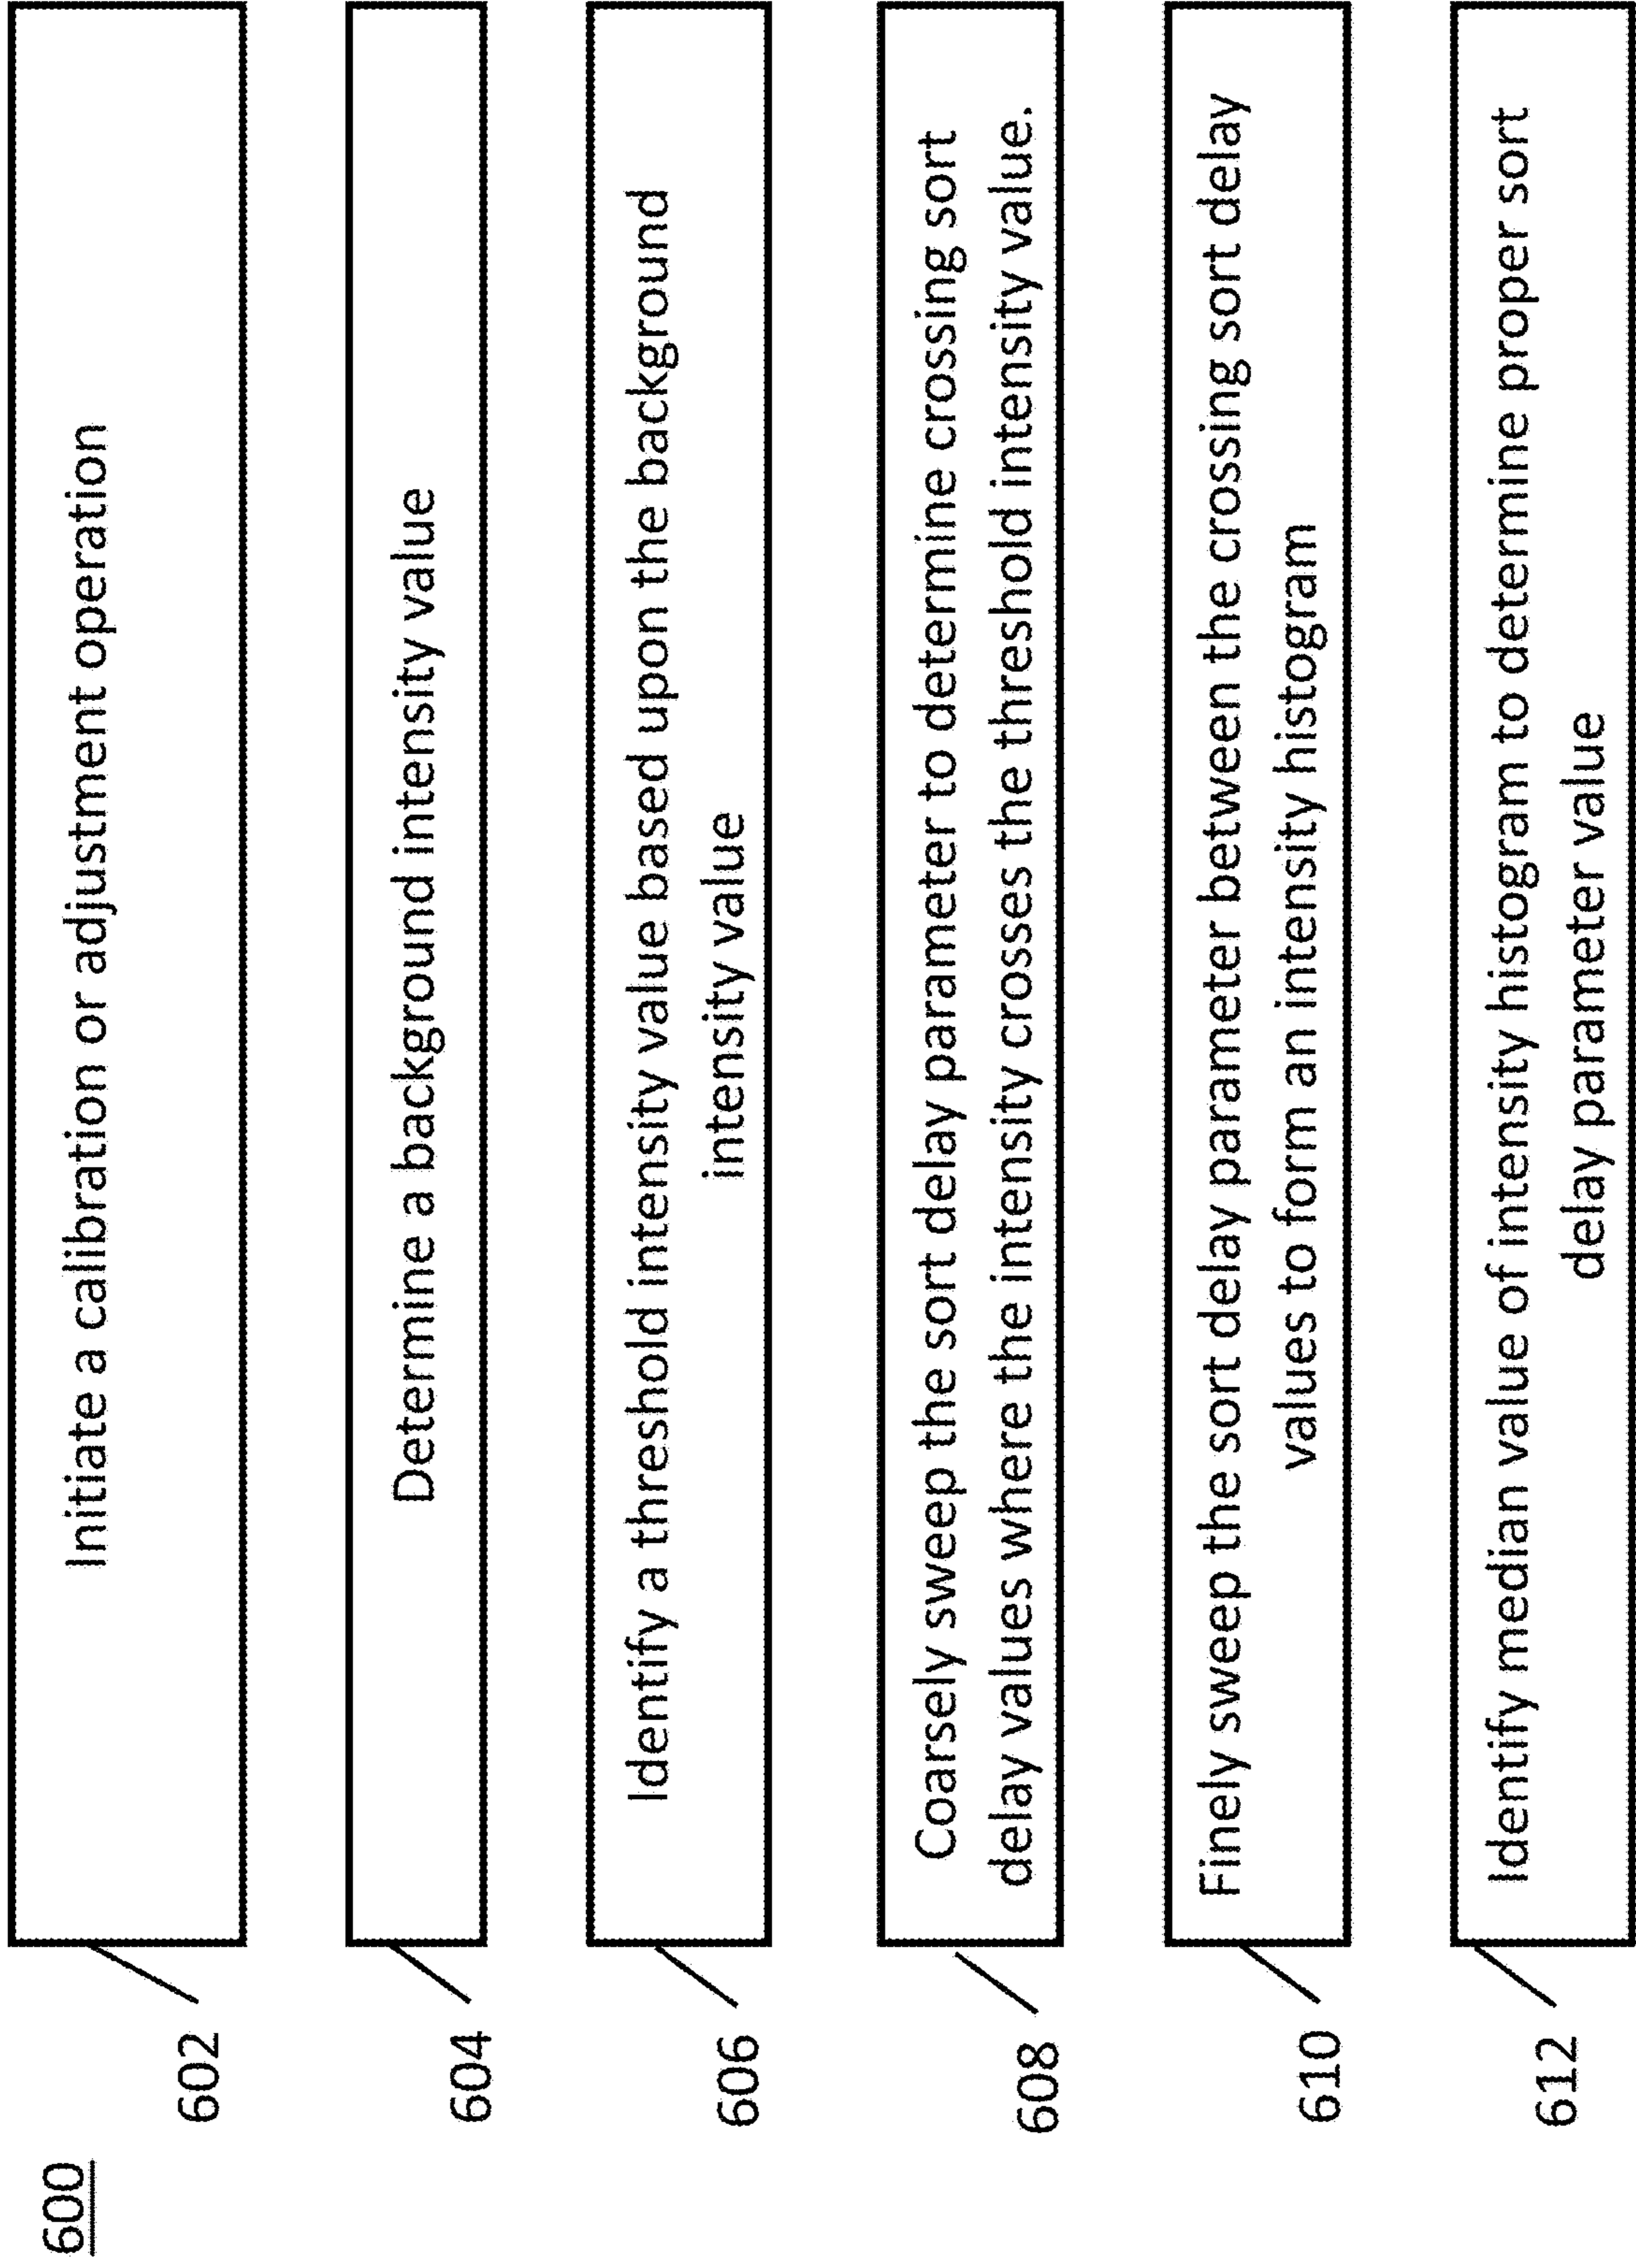 600
602
Initiate a calibration or adjustment operation
604
Determine a background intensity value
606
Identify a threshold intensity value based upon the background
intensity value
608
Coarsely sweep the sort delay parameter to determine crossing sort
delay values where the intensity crosses the threshold intensity value.
610
Finely sweep the sort delay parameter between the crossing sort delay
values to form an intensity histogram
612
Identify median value of intensity histogram to determine proper sort
delay parameter value